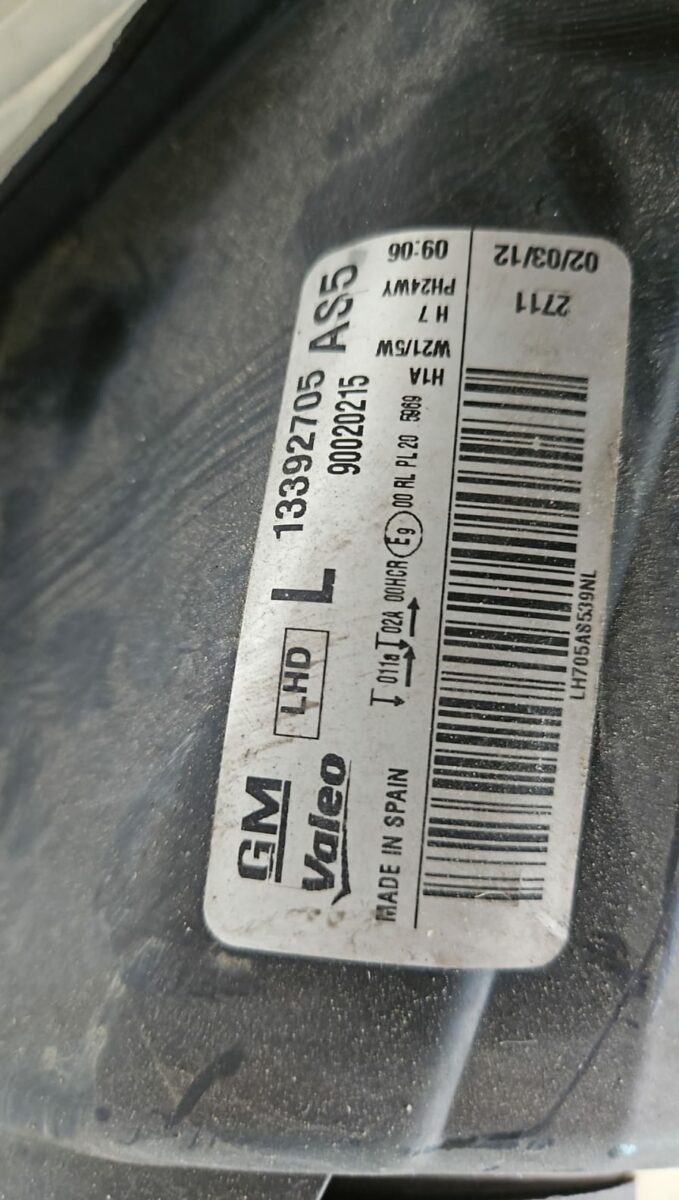 GM LHD L 13392705 AS5
Valeo 90020215
MADE IN SPAIN 011a 02A 00HCR E9 00 RL PL 20 5969
H1A
W21/5W
H 7
PH24WY
09:06
2711
02/03/12
LH705AS539NL